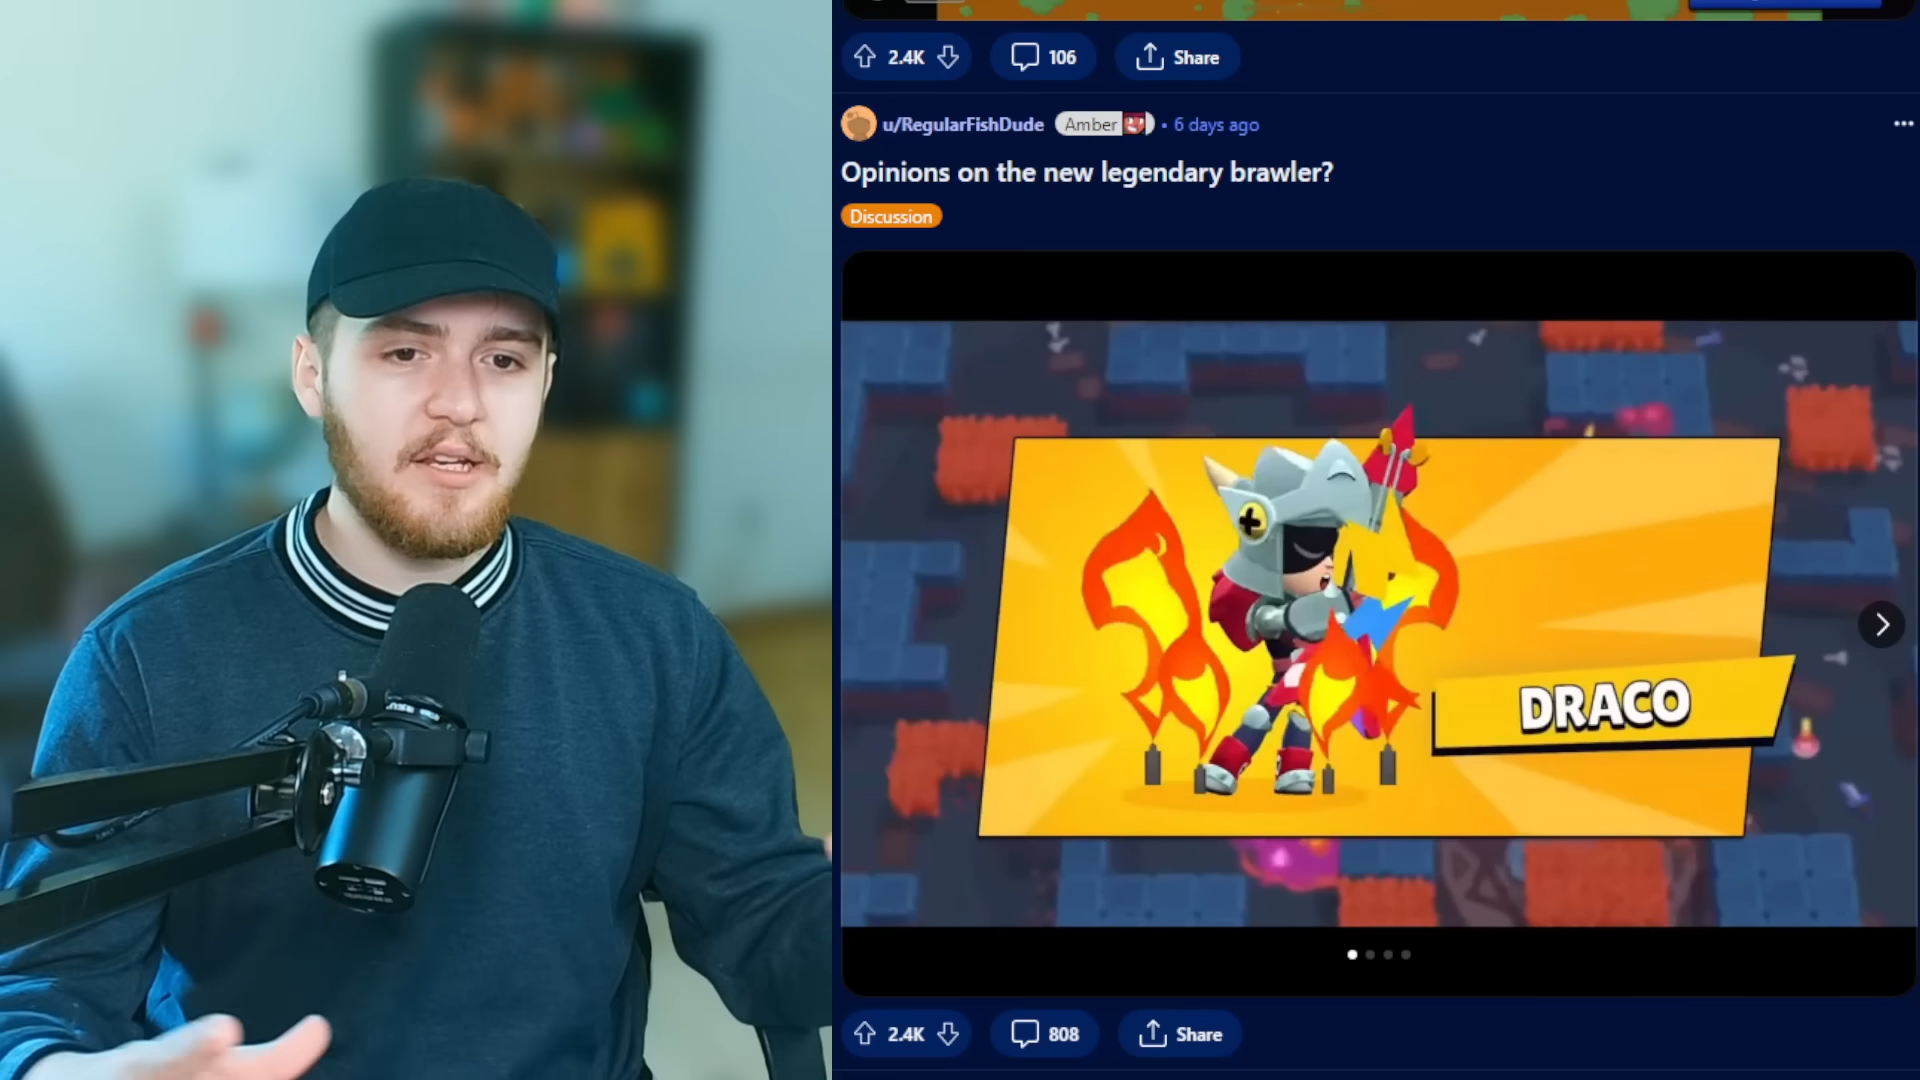 2.4K 106 Share
u/RegularFishDude Amber • 6 days ago
Opinions on the new legendary brawler?
Discussion
DRACO
2.4K 808 Share